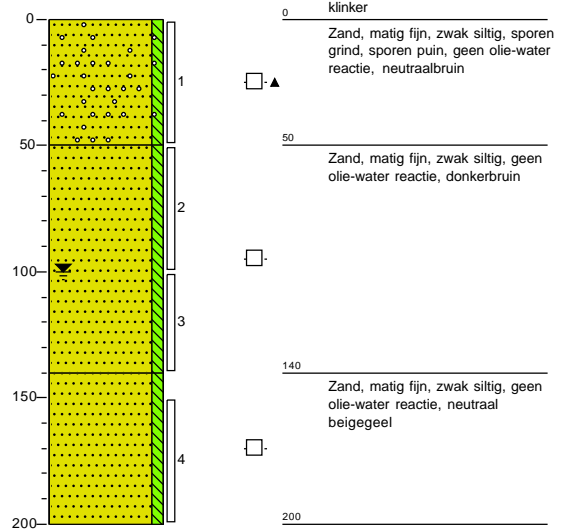 klinker
0
0
Zand, matig fijn, zwak siltig, sporen
grind, sporen puin, geen olie-water
reactie, neutraalbruin
1
50
50
Zand, matig fijn, zwak siltig, geen
olie-water reactie, donkerbruin
2
100
3
140
Zand, matig fijn, zwak siltig, geen
olie-water reactie, neutraal
beigegeel
150
4
200
200